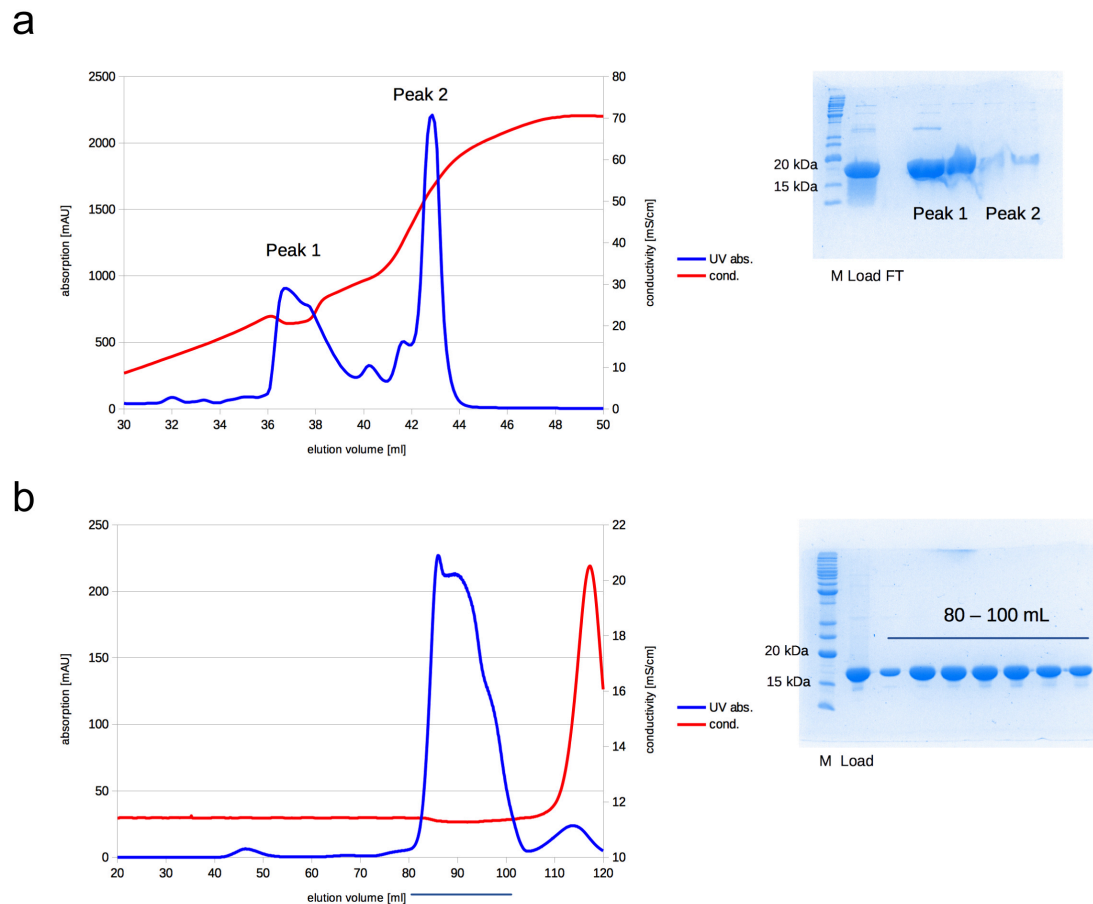 a
2500
2000
1500
1000
500
0
absorption [mAU]
30 32 34 36 38 40 42 44 46 48 50
elution volume [ml]
80
70
60
50
40
30
20
10
0
conductivity [mS/cm]
Peak 1
Peak 2
UV abs.
cond.
20 kDa
15 kDa
Peak 1 Peak 2
M Load FT
b
250
200
150
100
50
0
absorption [mAU]
20 30 40 50 60 70 80 90 100 110 120
elution volume [ml]
22
20
18
16
14
12
10
conductivity [mS/cm]
UV abs.
cond.
80 – 100 mL
20 kDa
15 kDa
M Load